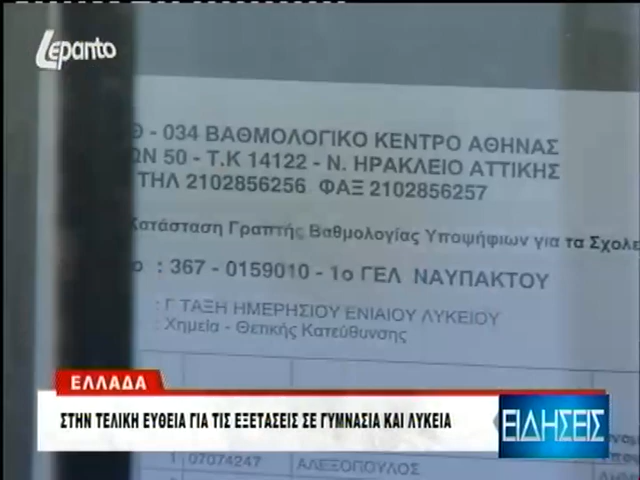 Lepanto
- 034 ΒΑΘΜΟΛΟΓΙΚΟ ΚΕΝΤΡΟ ΑΘΗΝΑΣ
ΩΝ 50 - Τ.Κ 14122 - Ν. ΗΡΑΚΛΕΙΟ ΑΤΤΙΚΗΣ
ΤΗΛ 2102856256 ΦΑΞ 2102856257
Κατάσταση Γραπτής Βαθμολογίας Υποψήφιων για τα Σχολε
: 367 - 0159010 - 1ο ΓΕΛ ΝΑΥΠΑΚΤΟΥ
: Γ ΤΑΞΗ ΗΜΕΡΗΣΙΟΥ ΕΝΙΑΙΟΥ ΛΥΚΕΙΟΥ
: Χημεία - Θετικής Κατεύθυνσης
ΕΛΛΑΔΑ
ΣΤΗΝ ΤΕΛΙΚΗ ΕΥΘΕΙΑ ΓΙΑ ΤΙΣ ΕΞΕΤΑΣΕΙΣ ΣΕ ΓΥΜΝΑΣΙΑ ΚΑΙ ΛΥΚΕΙΑ
ΕΙΔΗΣΕΙΣ
1 07074247 ΑΛΕΞΟΠΟΥΛΟΣ